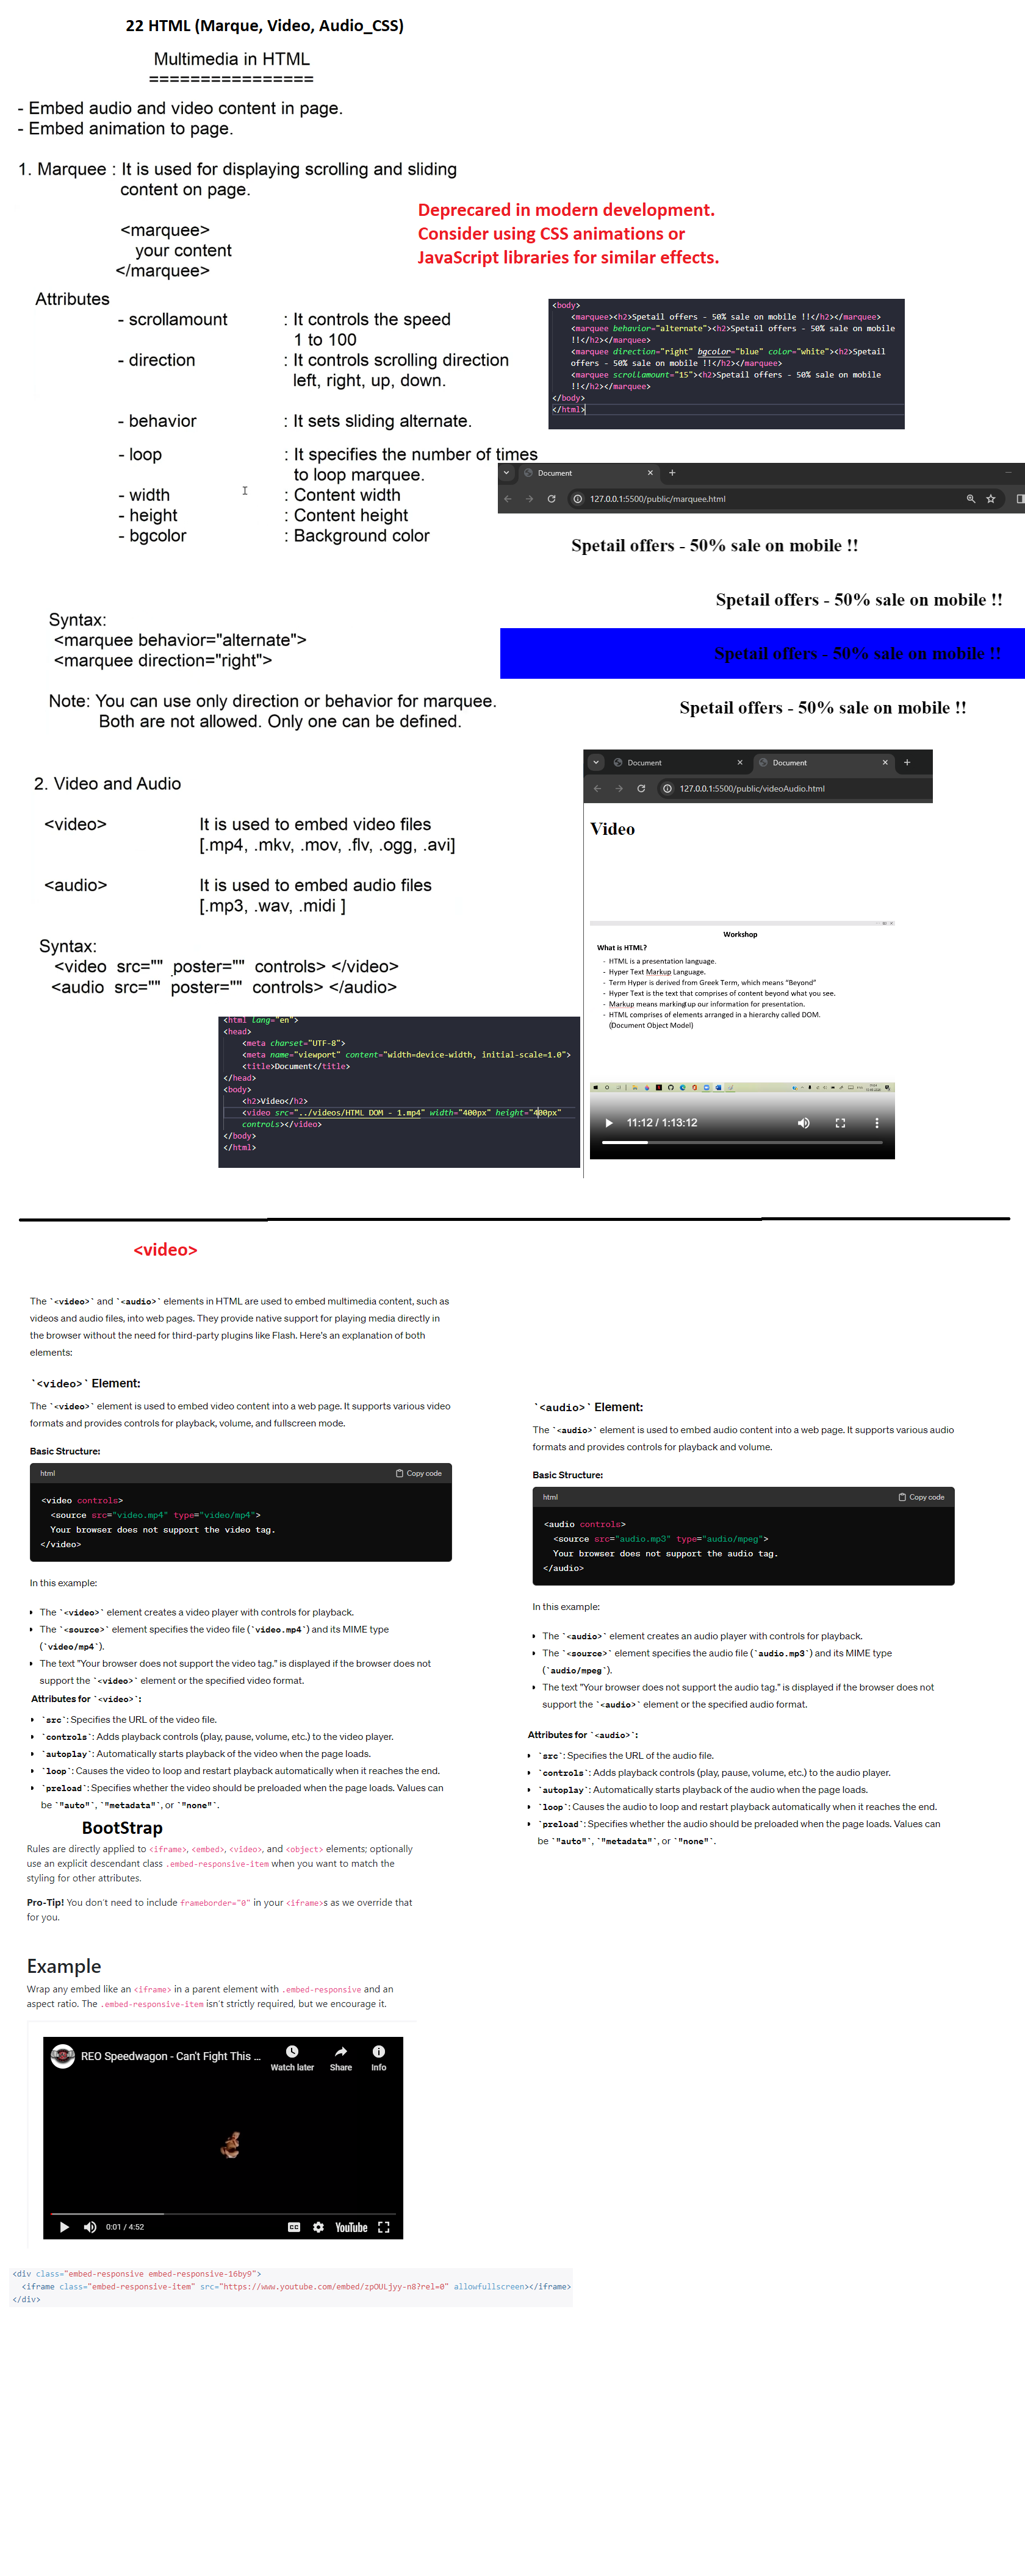 22 HTML (Marque, Video, Audio_CSS)
Multimedia in HTML
================
- Embed audio and video content in page.
- Embed animation to page.
1. Marquee : It is used for displaying scrolling and sliding
content on page.
<marquee>
your content
</marquee>
Deprecared in modern development.
Consider using CSS animations or
JavaScript libraries for similar effects.
Attributes
- scrollamount : It controls the speed
1 to 100
- direction : It controls scrolling direction
left, right, up, down.
- behavior : It sets sliding alternate.
- loop : It specifies the number of times
to loop marquee.
- width : Content width
- height : Content height
- bgcolor : Background color
<body>
<marquee><h2>Spetail offers - 50% sale on mobile !!</h2></marquee>
<marquee behavior="alternate"><h2>Spetail offers - 50% sale on mobile
!!</h2></marquee>
<marquee direction="right" bgcolor="blue" color="white"><h2>Spetail
offers - 50% sale on mobile !!</h2></marquee>
<marquee scrollamount="15"><h2>Spetail offers - 50% sale on mobile
!!</h2></marquee>
</body>
</html>
Document
127.0.0.1:5500/public/marquee.html
Spetail offers - 50% sale on mobile !!
Spetail offers - 50% sale on mobile !!
Spetail offers - 50% sale on mobile !!
Spetail offers - 50% sale on mobile !!
Syntax:
<marquee behavior="alternate">
<marquee direction="right">
Note: You can use only direction or behavior for marquee.
Both are not allowed. Only one can be defined.
2. Video and Audio
<video> It is used to embed video files
[.mp4, .mkv, .mov, .flv, .ogg, .avi]
<audio> It is used to embed audio files
[.mp3, .wav, .midi ]
Syntax:
<video src="" poster="" controls> </video>
<audio src="" poster="" controls> </audio>
Document Document
127.0.0.1:5500/public/videoAudio.html
Video
Workshop
What is HTML?
- HTML is a presentation language.
- Hyper Text Markup Language.
- Term Hyper is derived from Greek Term, which means "Beyond"
- Hyper Text is the text that comprises of content beyond what you see.
- Markup means marking up our information for presentation.
- HTML comprises of elements arranged in a hierarchy called DOM.
(Document Object Model)
11:12 / 1:13:12
<html lang="en">
<head>
<meta charset="UTF-8">
<meta name="viewport" content="width=device-width, initial-scale=1.0">
<title>Document</title>
</head>
<body>
<h2>Video</h2>
<video src="../videos/HTML DOM - 1.mp4" width="400px" height="400px"
controls></video>
</body>
</html>
<video>
The `<video>` and `<audio>` elements in HTML are used to embed multimedia content, such as
videos and audio files, into web pages. They provide native support for playing media directly in
the browser without the need for third-party plugins like Flash. Here's an explanation of both
elements:
`<video>` Element:
The `<video>` element is used to embed video content into a web page. It supports various video
formats and provides controls for playback, volume, and fullscreen mode.
Basic Structure:
html Copy code
<video controls>
<source src="video.mp4" type="video/mp4">
Your browser does not support the video tag.
</video>
In this example:
• The `<video>` element creates a video player with controls for playback.
• The `<source>` element specifies the video file (`video.mp4`) and its MIME type
(`video/mp4`).
• The text "Your browser does not support the video tag." is displayed if the browser does not
support the `<video>` element or the specified video format.
Attributes for `<video>`:
• `src`: Specifies the URL of the video file.
• `controls`: Adds playback controls (play, pause, volume, etc.) to the video player.
• `autoplay`: Automatically starts playback of the video when the page loads.
• `loop`: Causes the video to loop and restart playback automatically when it reaches the end.
• `preload`: Specifies whether the video should be preloaded when the page loads. Values can
be `"auto"`, `"metadata"`, or `"none"`.
`<audio>` Element:
The `<audio>` element is used to embed audio content into a web page. It supports various audio
formats and provides controls for playback and volume.
Basic Structure:
html Copy code
<audio controls>
<source src="audio.mp3" type="audio/mpeg">
Your browser does not support the audio tag.
</audio>
In this example:
• The `<audio>` element creates an audio player with controls for playback.
• The `<source>` element specifies the audio file (`audio.mp3`) and its MIME type
(`audio/mpeg`).
• The text "Your browser does not support the audio tag." is displayed if the browser does not
support the `<audio>` element or the specified audio format.
Attributes for `<audio>`:
• `src`: Specifies the URL of the audio file.
• `controls`: Adds playback controls (play, pause, volume, etc.) to the audio player.
• `autoplay`: Automatically starts playback of the audio when the page loads.
• `loop`: Causes the audio to loop and restart playback automatically when it reaches the end.
• `preload`: Specifies whether the audio should be preloaded when the page loads. Values can
be `"auto"`, `"metadata"`, or `"none"`.
BootStrap
Rules are directly applied to <iframe>, <embed>, <video>, and <object> elements; optionally
use an explicit descendant class .embed-responsive-item when you want to match the
styling for other attributes.
Pro-Tip! You don't need to include frameborder="0" in your <iframe>s as we override that
for you.
Example
Wrap any embed like an <iframe> in a parent element with .embed-responsive and an
aspect ratio. The .embed-responsive-item isn't strictly required, but we encourage it.
REO Speedwagon - Can't Fight This ...
Watch later Share Info
0:01 / 4:52
CC YouTube
<div class="embed-responsive embed-responsive-16by9">
<iframe class="embed-responsive-item" src="https://www.youtube.com/embed/zpOULjyy-n8?rel=0" allowfullscreen></iframe>
</div>